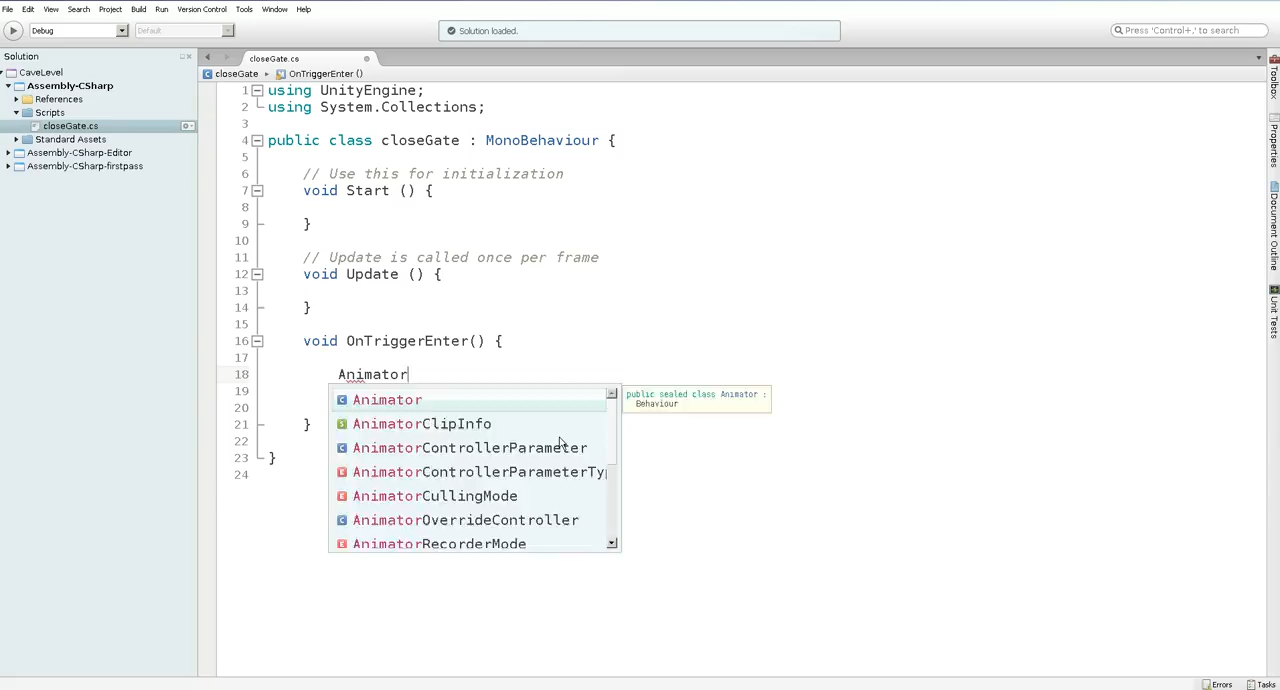 File Edit View Search Project Build Run Version Control Tools Window Help
Debug Default Solution loaded. Press 'Control+,' to search
Solution
CaveLevel
Assembly-CSharp
References
Scripts
closeGate.cs
Standard Assets
Assembly-CSharp-Editor
Assembly-CSharp-firstpass
closeGate.cs
closeGate OnTriggerEnter ()
1 using UnityEngine;
2 using System.Collections;
3
4 public class closeGate : MonoBehaviour {
5
6 // Use this for initialization
7 void Start () {
8
9 }
10
11 // Update is called once per frame
12 void Update () {
13
14 }
15
16 void OnTriggerEnter() {
17
18 Animator
19
20
21 }
22
23 }
24
Animator
AnimatorClipInfo
AnimatorControllerParameter
AnimatorControllerParameterTyp
AnimatorCullingMode
AnimatorOverrideController
AnimatorRecorderMode
public sealed class Animator :
Behaviour
Toolbox
Properties
Document Outline
Unit Tests
Errors Tasks